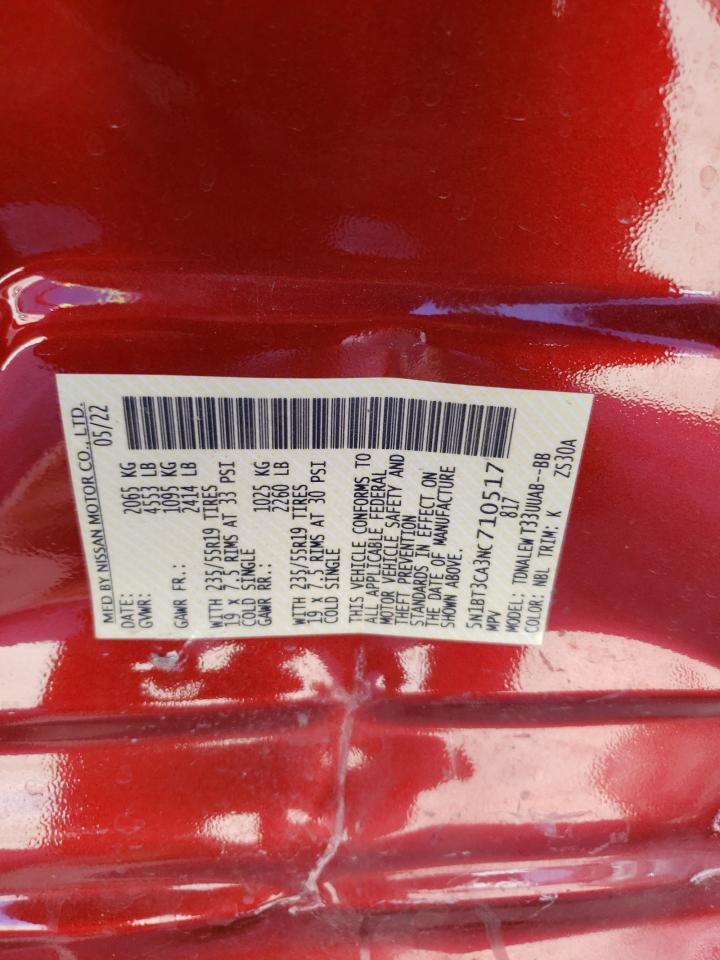 MFD BY NISSAN MOTOR CO., LTD.
DATE: 05/22
GVWR: 2065 KG
4553 LB
GAWR FR.: 1095 KG
2414 LB
WITH 235/55R19 TIRES
19 x 7.5 RIMS AT 33 PSI
COLD SINGLE
GAWR RR.: 1025 KG
2260 LB
WITH 235/55R19 TIRES
19 x 7.5 RIMS AT 30 PSI
COLD SINGLE
THIS VEHICLE CONFORMS TO
ALL APPLICABLE FEDERAL
MOTOR VEHICLE SAFETY AND
THEFT PREVENTION
STANDARDS IN EFFECT ON
THE DATE OF MANUFACTURE
SHOWN ABOVE.
5N1BT3CA3NC710517
MPV 817
MODEL: TDNALEW T33UUAB--BB
COLOR: NBL TRIM: K ZS30A